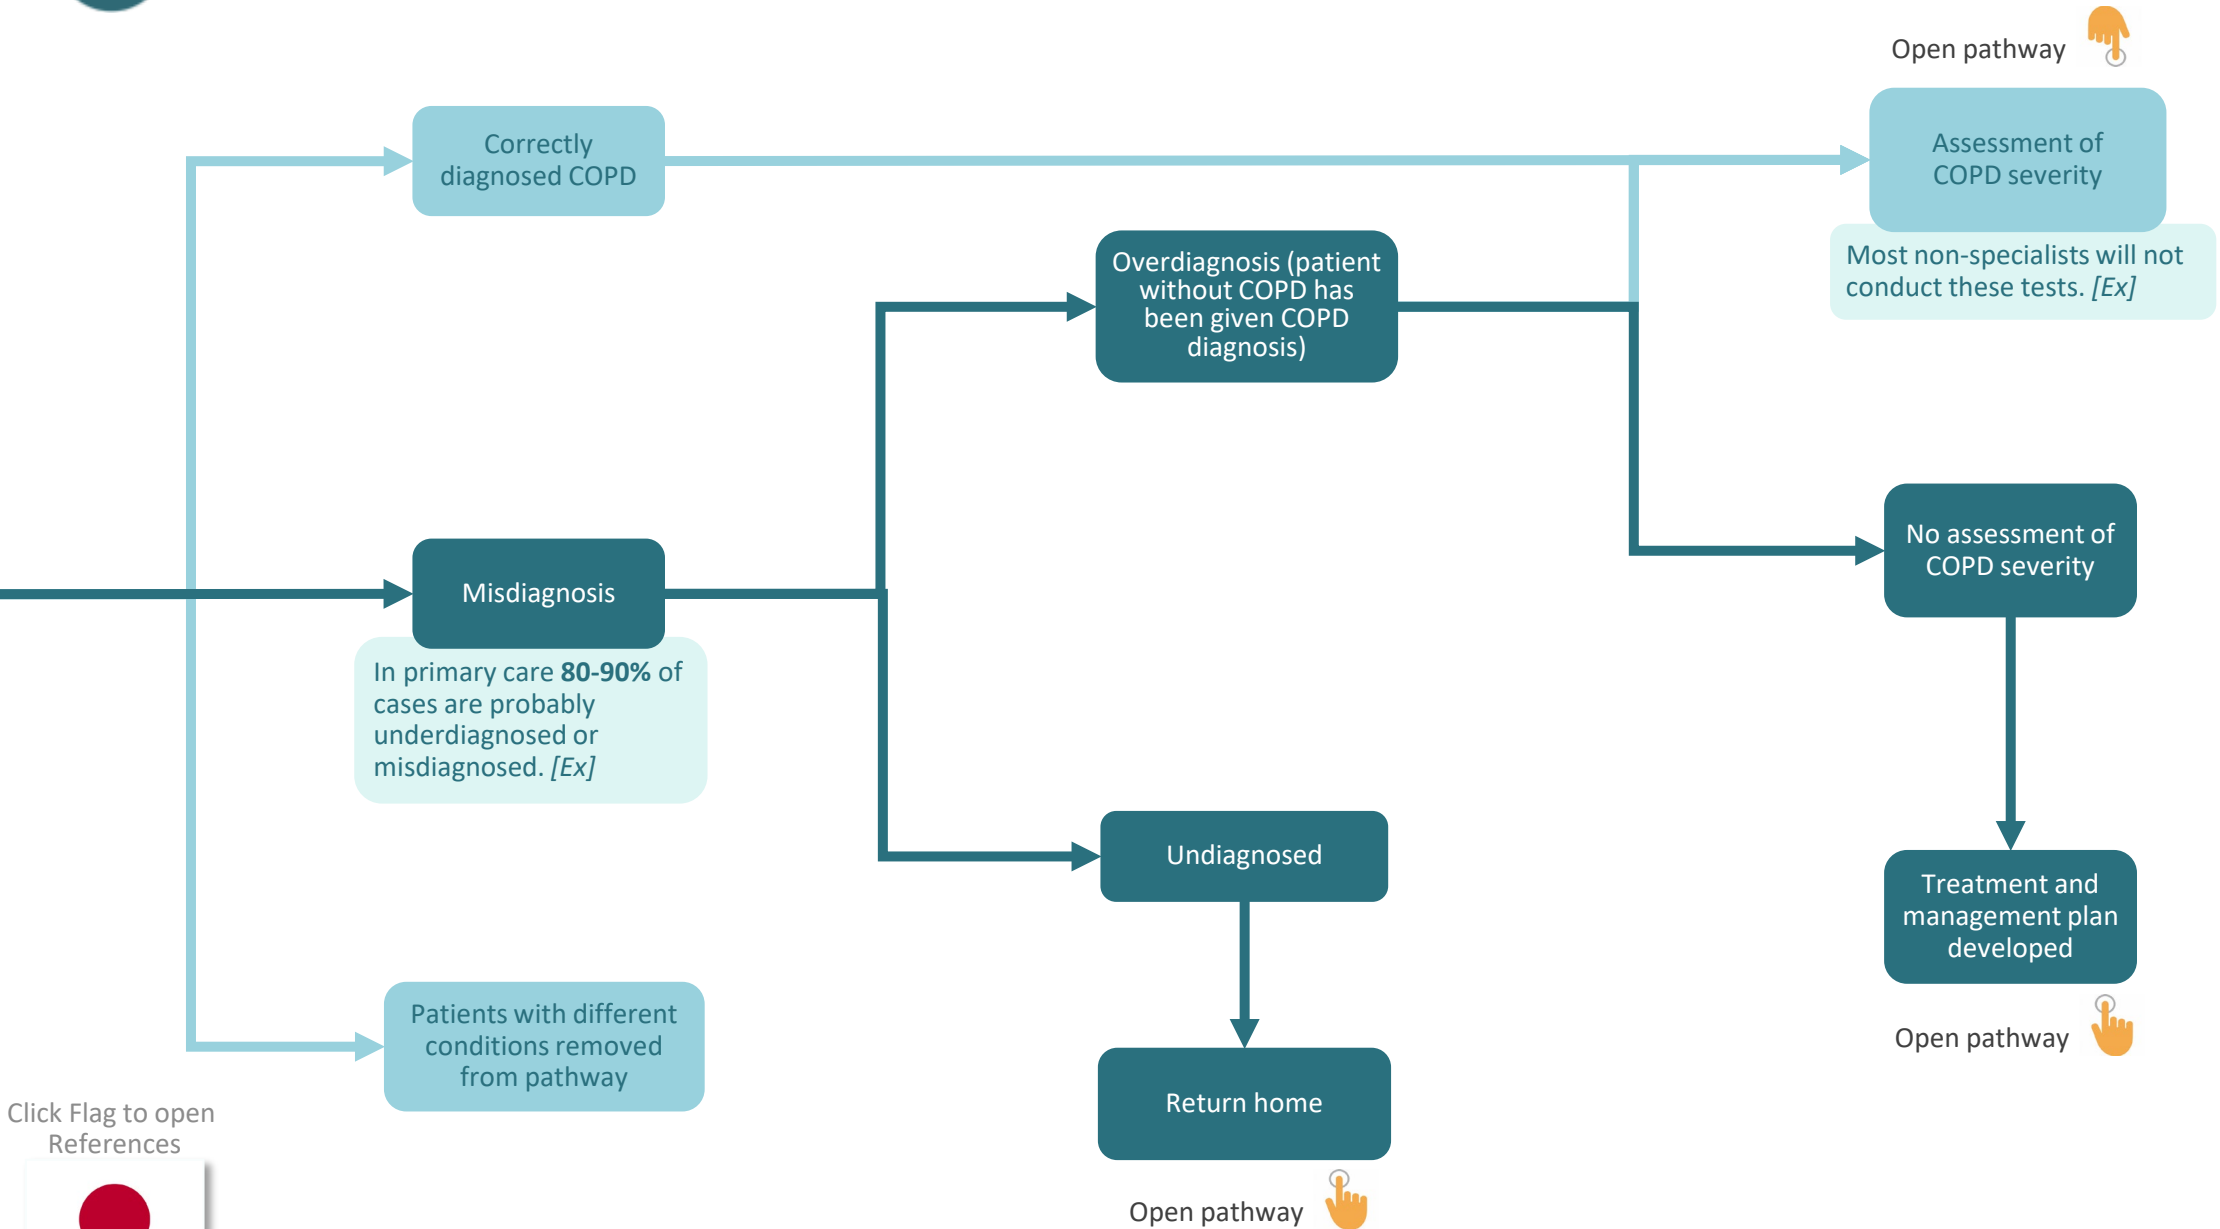 Open pathway
Correctly
diagnosed COPD
Assessment of
COPD severity
Most non-specialists will not
conduct these tests. [Ex]
Overdiagnosis (patient
without COPD has
been given COPD
diagnosis)
No assessment of
COPD severity
Misdiagnosis
In primary care 80-90% of
cases are probably
underdiagnosed or
misdiagnosed. [Ex]
Undiagnosed
Treatment and
management plan
developed
Open pathway
Patients with different
conditions removed
from pathway
Return home
Open pathway
Click Flag to open
References